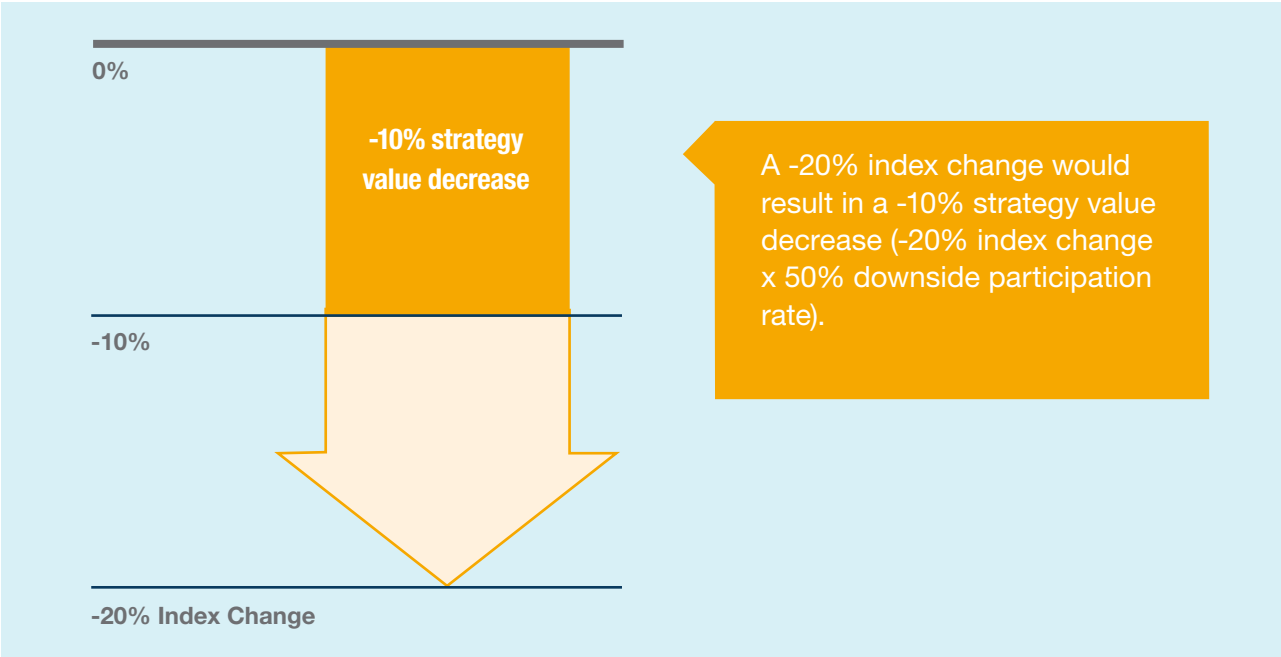 0%
-10% strategy
value decrease
A -20% index change would
result in a -10% strategy value
decrease (-20% index change
x 50% downside participation
rate).
-10%
-20% Index Change